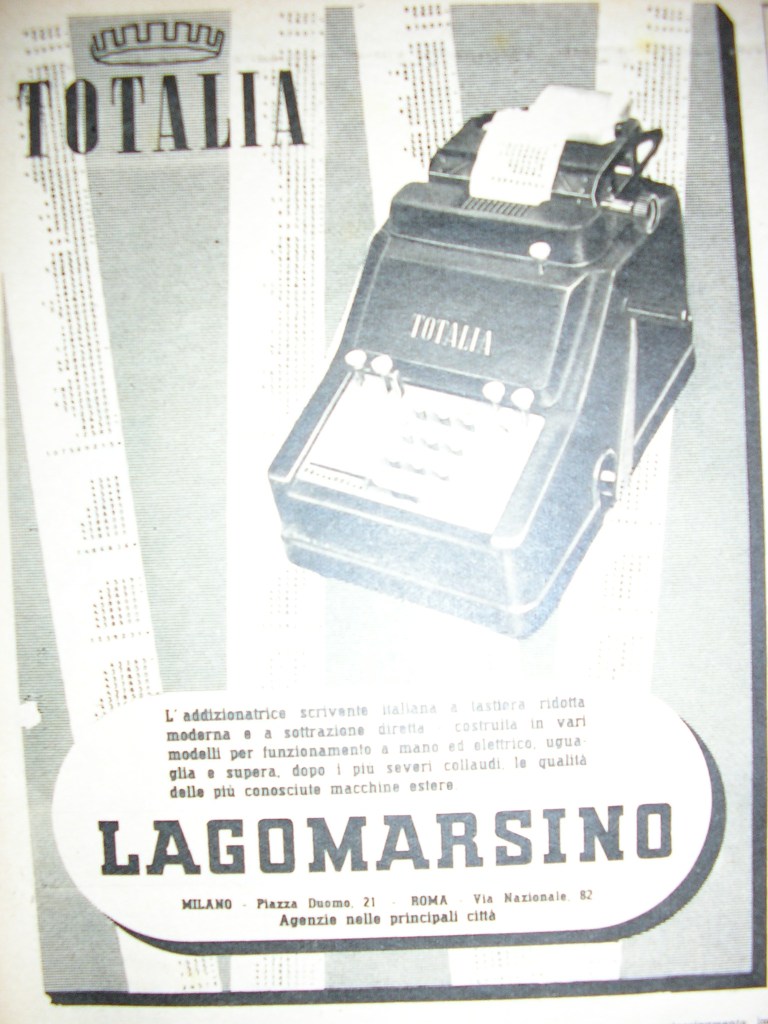 TOTALIA
TOTALIA
L'addizionatrice scrivente italiana a tastiera ridotta
moderna e a sottrazione diretta costruita in vari
modelli per funzionamento a mano ed elettrico, ugua-
glia e supera, dopo i piu severi collaudi, le qualità
delle più conosciute macchine estere
LAGOMARSINO
MILANO - Piazza Duomo, 21 - ROMA - Via Nazionale, 82
Agenzie nelle principali città